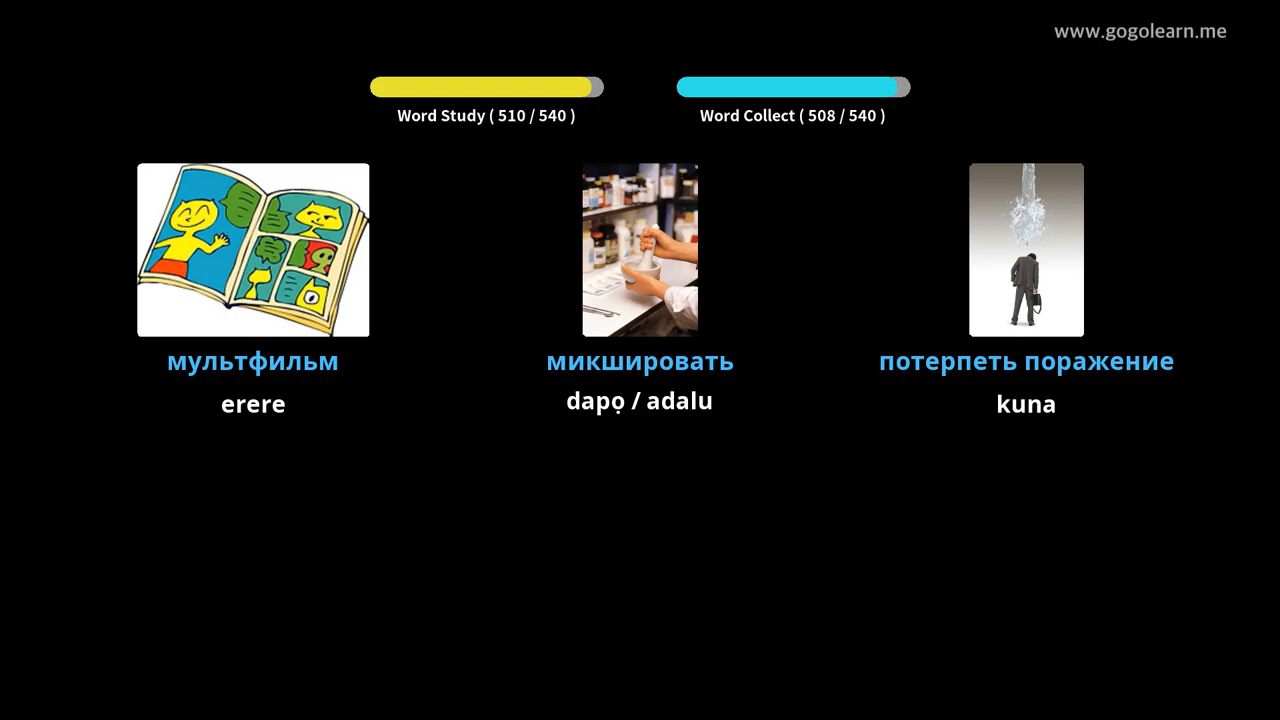 www.gogolearn.me
Word Study ( 510 / 540 )
Word Collect ( 508 / 540 )
мультфильм
микшировать
потерпеть поражение
erere
dapọ / adalu
kuna